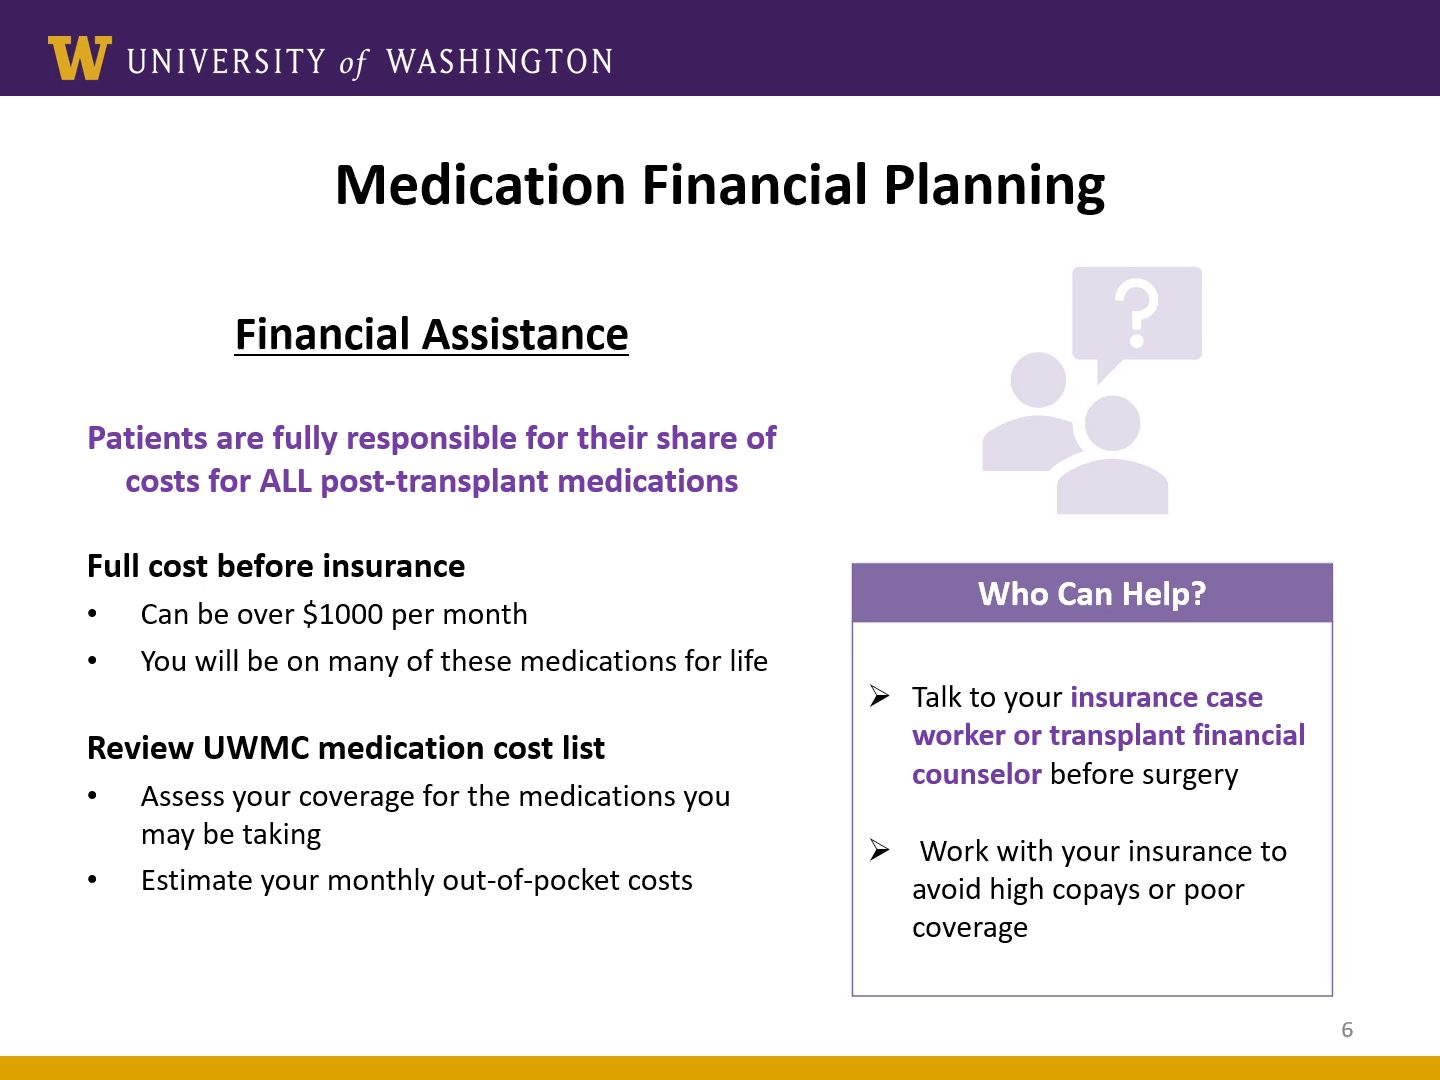 W UNIVERSITY of WASHINGTON
Medication Financial Planning
Financial Assistance
Patients are fully responsible for their share of
costs for ALL post-transplant medications
Full cost before insurance
• Can be over $1000 per month
• You will be on many of these medications for life
Review UWMC medication cost list
• Assess your coverage for the medications you
may be taking
• Estimate your monthly out-of-pocket costs
?
Who Can Help?
➢ Talk to your insurance case
worker or transplant financial
counselor before surgery
➢ Work with your insurance to
avoid high copays or poor
coverage
6